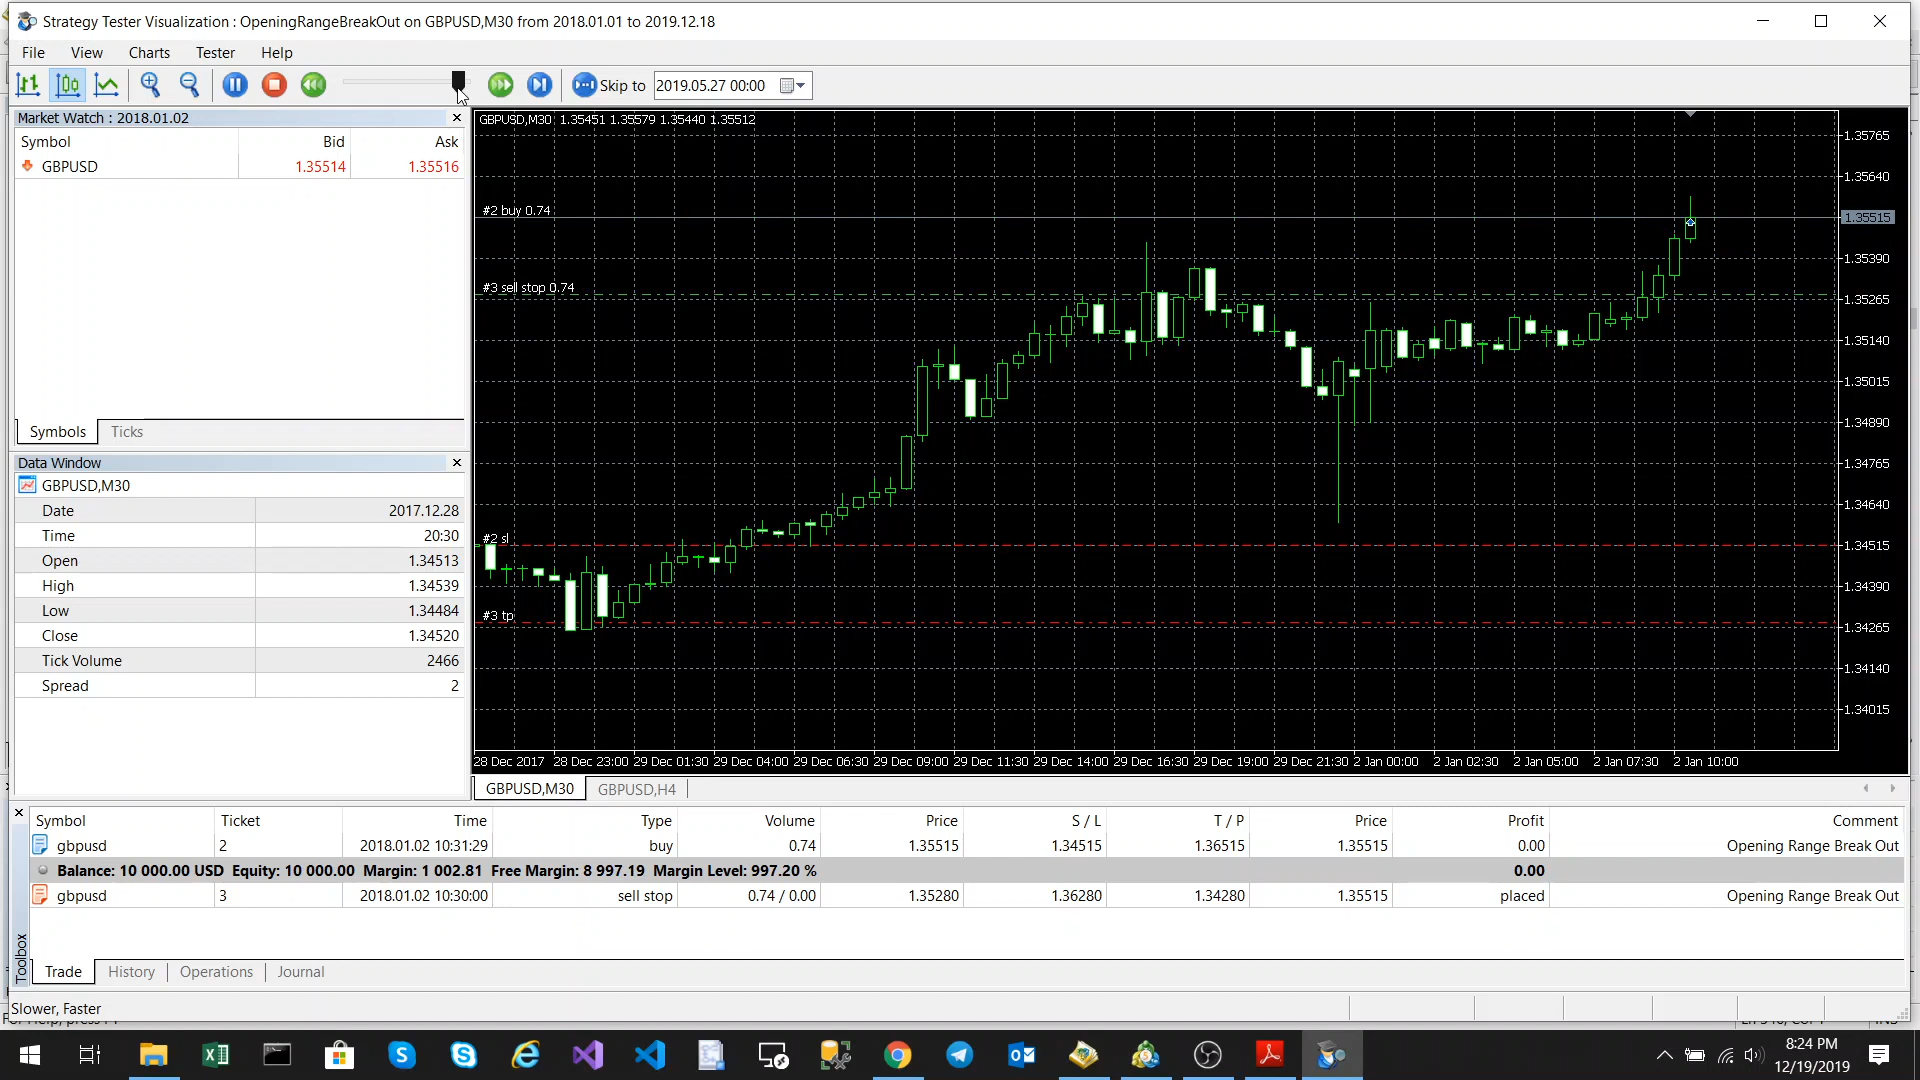 Strategy Tester Visualization : OpeningRangeBreakOut on GBPUSD,M30 from 2018.01.01 to 2019.12.18
File View Charts Tester Help
Skip to 2019.05.27 00:00
Market Watch : 2018.01.02
Symbol Bid Ask
GBPUSD 1.35514 1.35516
Symbols Ticks
Data Window
GBPUSD,M30
Date 2017.12.28
Time 20:30
Open 1.34513
High 1.34539
Low 1.34484
Close 1.34520
Tick Volume 2466
Spread 2
GBPUSD,M30 1.35451 1.35579 1.35440 1.35512
#2 buy 0.74
#3 sell stop 0.74
#2 sl
#3 tp
1.35765
1.35640
1.35515
1.35390
1.35265
1.35140
1.35015
1.34890
1.34765
1.34640
1.34515
1.34390
1.34265
1.34140
1.34015
28 Dec 2017 28 Dec 23:00 29 Dec 01:30 29 Dec 04:00 29 Dec 06:30 29 Dec 09:00 29 Dec 11:30 29 Dec 14:00 29 Dec 16:30 29 Dec 19:00 29 Dec 21:30 2 Jan 00:00 2 Jan 02:30 2 Jan 05:00 2 Jan 07:30 2 Jan 10:00
GBPUSD,M30 GBPUSD,H4
Symbol Ticket Time Type Volume Price S / L T / P Price Profit Comment
gbpusd 2 2018.01.02 10:31:29 buy 0.74 1.35515 1.34515 1.36515 1.35515 0.00 Opening Range Break Out
Balance: 10 000.00 USD Equity: 10 000.00 Margin: 1 002.81 Free Margin: 8 997.19 Margin Level: 997.20 % 0.00
gbpusd 3 2018.01.02 10:30:00 sell stop 0.74 / 0.00 1.35280 1.36280 1.34280 1.35515 placed Opening Range Break Out
Toolbox
Trade History Operations Journal
Slower, Faster
8:24 PM
12/19/2019